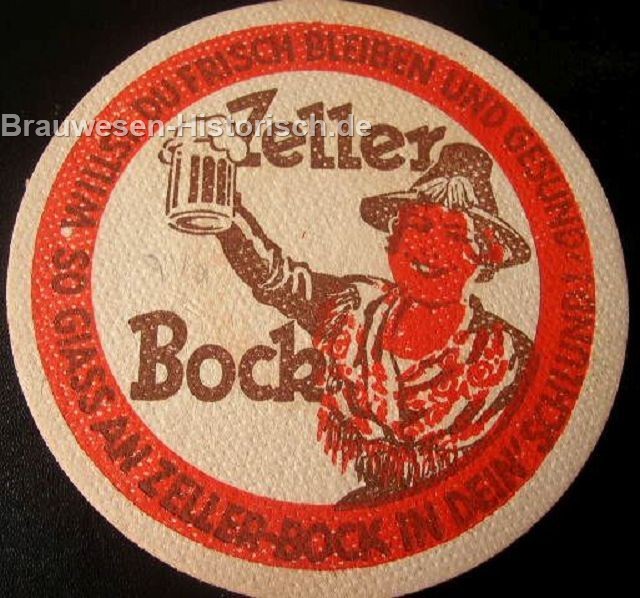 WILLST DU FRISCH BLEIBEN UND GESUND,
SO GIASS AN ZELLER-BOCK IN DEIN' SCHLUND!
Zeller
Bock
Brauwesen-Historisch.de